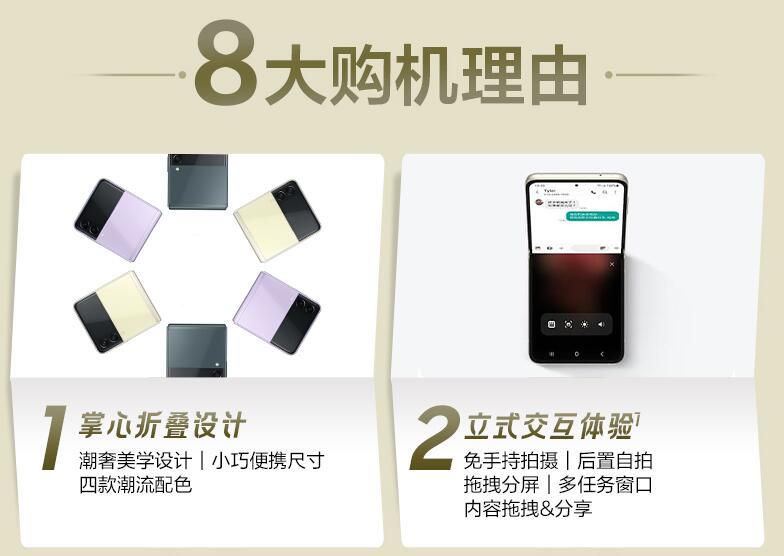 8大购机理由
Tyler
1
掌心折叠设计
潮奢美学设计｜小巧便携尺寸
四款潮流配色
2
立式交互体验1
免手持拍摄｜后置自拍
拖拽分屏｜多任务窗口
内容拖拽&分享